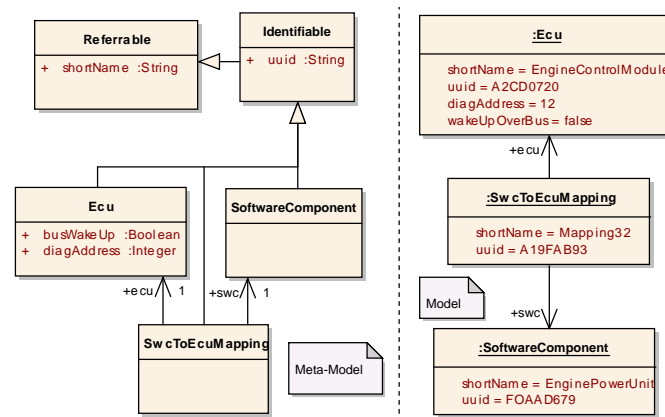 Referrable
+ shortName :String
Identifiable
+ uuid :String
Ecu
+ busWakeUp :Boolean
+ diagAddress :Integer
SoftwareComponent
+ecu
1
+swc
1
SwcToEcuMapping
Meta-Model
:Ecu
shortName = EngineControlModule
uuid = A2CD0720
diagAddress = 12
wakeUpOverBus = false
+ecu
:SwcToEcuMapping
shortName = Mapping32
uuid = A19FAB93
Model
+swc
:SoftwareComponent
shortName = EnginePowerUnit
uuid = FOAAD679